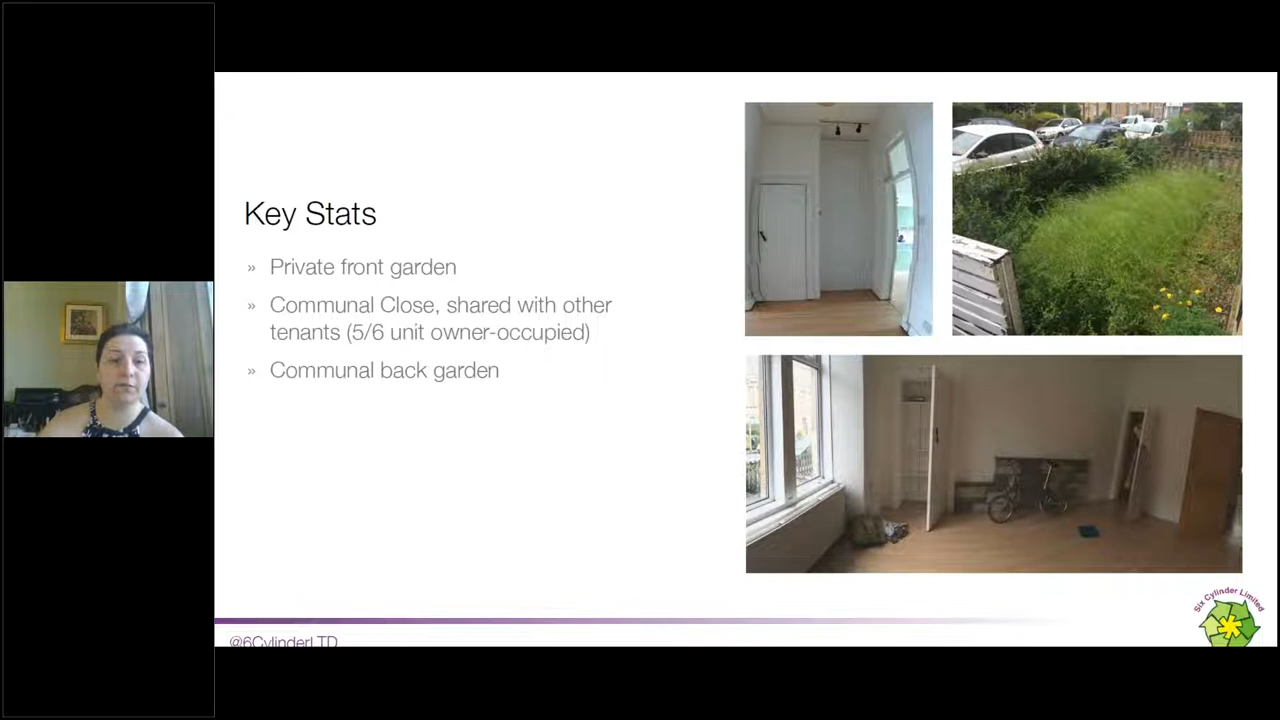 Key Stats
» Private front garden
» Communal Close, shared with other
tenants (5/6 unit owner-occupied)
» Communal back garden
@6CylinderLTD
Six Cylinder Limited